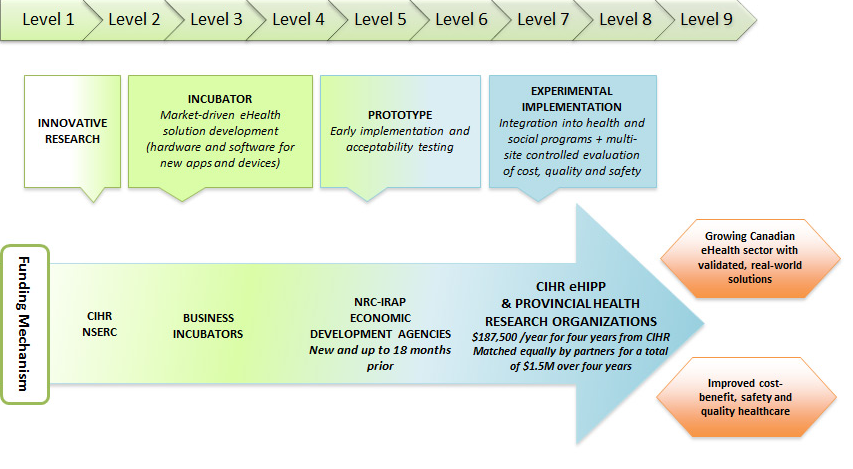 Level 1
Level 2
Level 3
Level 4
Level 5
Level 6
Level 7
Level 8
Level 9
INNOVATIVE
RESEARCH
INCUBATOR
Market-driven eHealth
solution development
(hardware and software for
new apps and devices)
PROTOTYPE
Early implementation and
acceptability testing
EXPERIMENTAL
IMPLEMENTATION
Integration into health and
social programs + multi-
site controlled evaluation
of cost, quality and safety
Funding Mechanism
CIHR
NSERC
BUSINESS
INCUBATORS
NRC-IRAP
ECONOMIC
DEVELOPMENT AGENCIES
New and up to 18 months
prior
CIHR eHIPP
& PROVINCIAL HEALTH
RESEARCH ORGANIZATIONS
$187,500 /year for four years from CIHR
Matched equally by partners for a total
of $1.5M over four years
Growing Canadian
eHealth sector with
validated, real-world
solutions
Improved cost-
benefit, safety and
quality healthcare